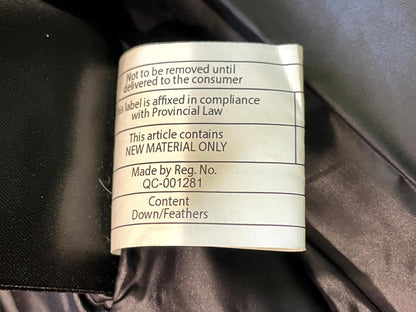 Not to be removed until
delivered to the consumer
This label is affixed in compliance
with Provincial Law
This article contains
NEW MATERIAL ONLY
Made by Reg. No.
QC-001281
Content
Down/Feathers